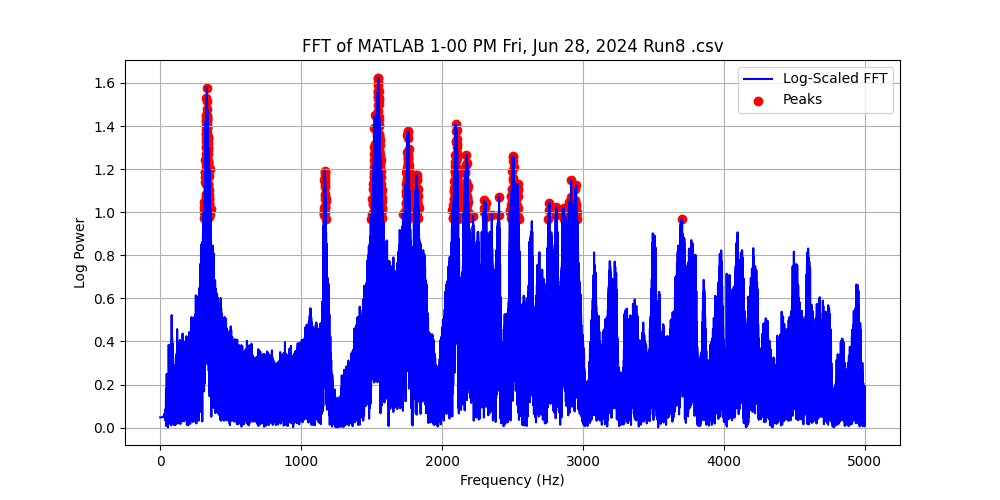 FFT of MATLAB 1-00 PM Fri, Jun 28, 2024 Run8 .csv
Log-Scaled FFT
Peaks
1.6
1.4
1.2
1.0
0.8
0.6
0.4
0.2
0.0
Log Power
0 1000 2000 3000 4000 5000
Frequency (Hz)